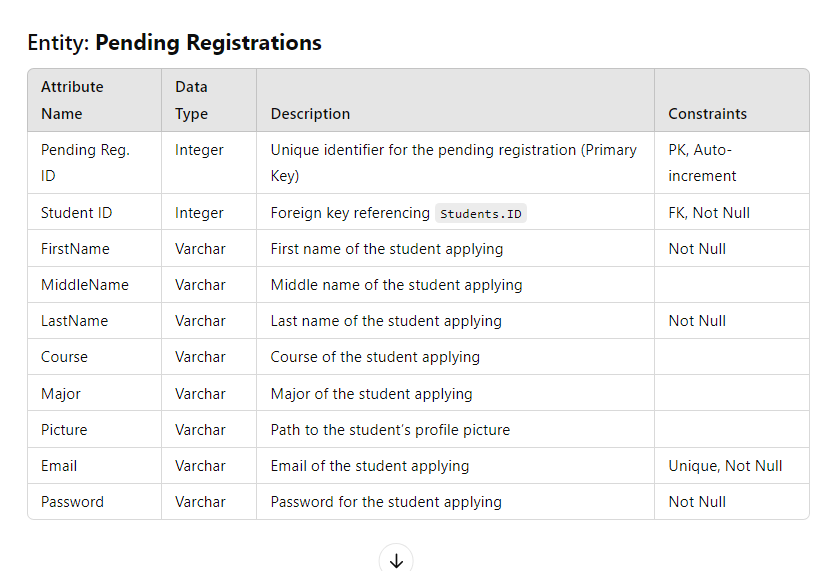 Entity: Pending Registrations
Attribute Name Data Type Description Constraints
Pending Reg. ID Integer Unique identifier for the pending registration (Primary Key) PK, Auto-increment
Student ID Integer Foreign key referencing Students.ID FK, Not Null
FirstName Varchar First name of the student applying Not Null
MiddleName Varchar Middle name of the student applying
LastName Varchar Last name of the student applying Not Null
Course Varchar Course of the student applying
Major Varchar Major of the student applying
Picture Varchar Path to the student’s profile picture
Email Varchar Email of the student applying Unique, Not Null
Password Varchar Password for the student applying Not Null